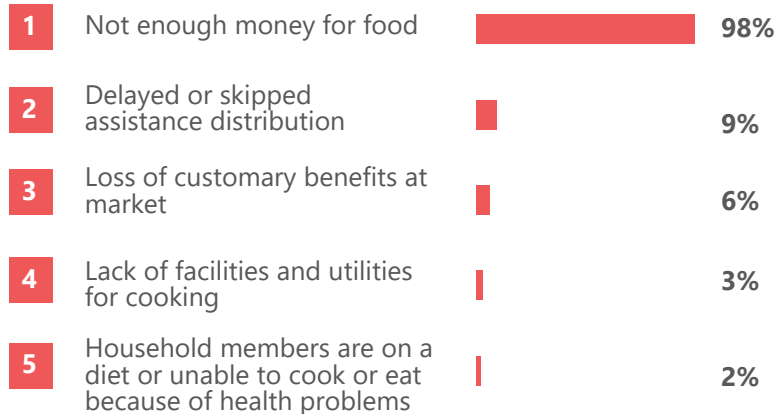 1 Not enough money for food 98%
2 Delayed or skipped
assistance distribution 9%
3 Loss of customary benefits at
market 6%
4 Lack of facilities and utilities
for cooking 3%
5 Household members are on a
diet or unable to cook or eat
because of health problems 2%